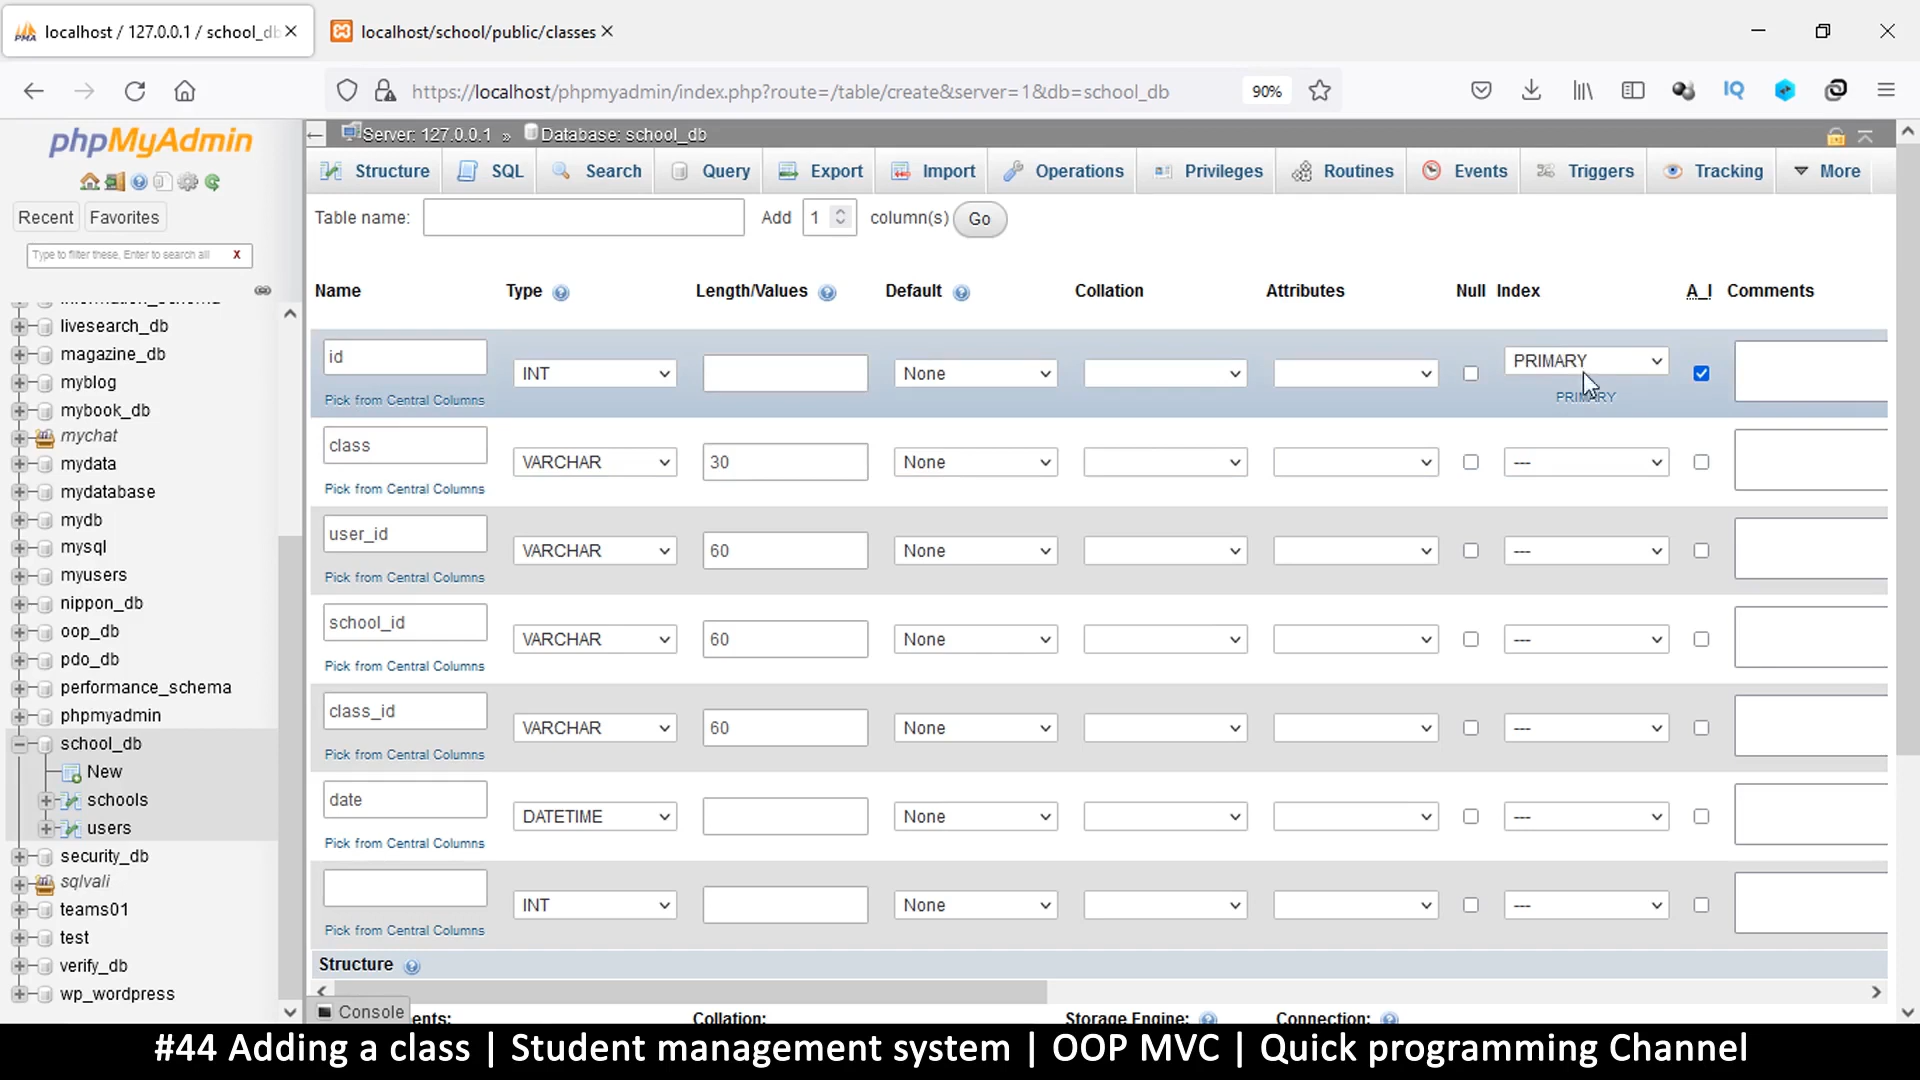 localhost / 127.0.0.1 / school_db
localhost/school/public/classes
https://localhost/phpmyadmin/index.php?route=/table/create&server=1&db=school_db
90%
phpMyAdmin
Recent
Favorites
Type to filter these, Enter to search all
X
information_schema
livesearch_db
magazine_db
myblog
mybook_db
mychat
mydata
mydatabase
mydb
mysql
myusers
nippon_db
oop_db
pdo_db
performance_schema
phpmyadmin
school_db
New
schools
users
security_db
sqlvali
teams01
test
verify_db
wp_wordpress
Server: 127.0.0.1 » Database: school_db
Structure SQL Search Query Export Import Operations Privileges Routines Events Triggers Tracking More
Table name: Add 1 column(s) Go
Name Type Length/Values Default Collation Attributes Null Index A_I Comments
id INT None PRIMARY
Pick from Central Columns PRIMARY
class VARCHAR 30 None ---
Pick from Central Columns
user_id VARCHAR 60 None ---
Pick from Central Columns
school_id VARCHAR 60 None ---
Pick from Central Columns
class_id VARCHAR 60 None ---
Pick from Central Columns
date DATETIME None ---
Pick from Central Columns
INT None ---
Pick from Central Columns
Structure
Console
ents: Collation: Storage Engine: Connection:
#44 Adding a class | Student management system | OOP MVC | Quick programming Channel